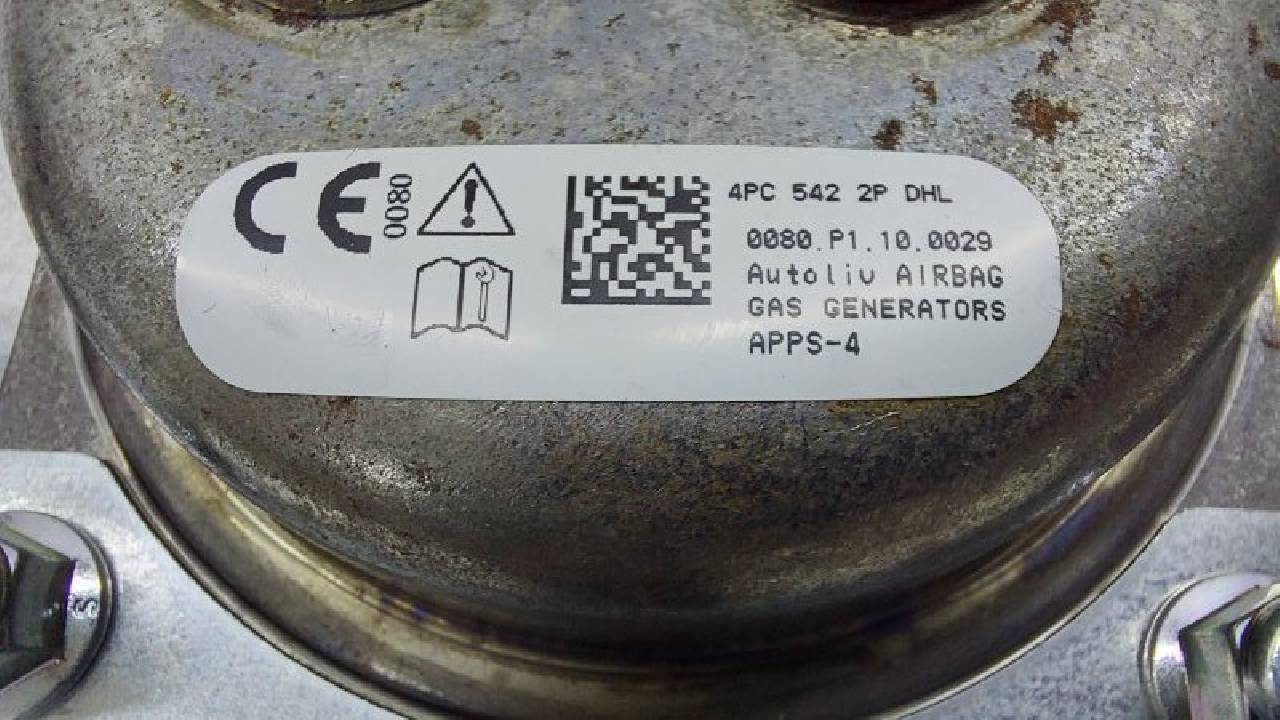 CE
0080
4PC 542 2P DHL
0080.P1.10.0029
Autoliv AIRBAG
GAS GENERATORS
APPS-4
S